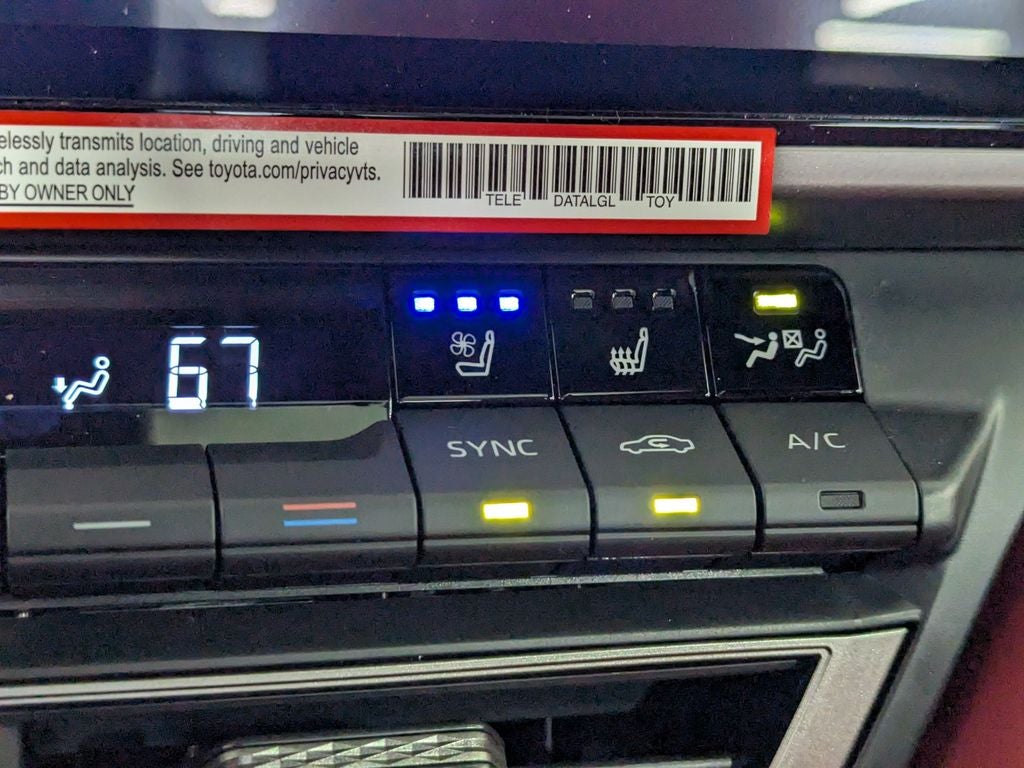 elessly transmits location, driving and vehicle
ch and data analysis. See toyota.com/privacyvts.
BY OWNER ONLY
TELE DATALGL TOY
67
SYNC
A/C